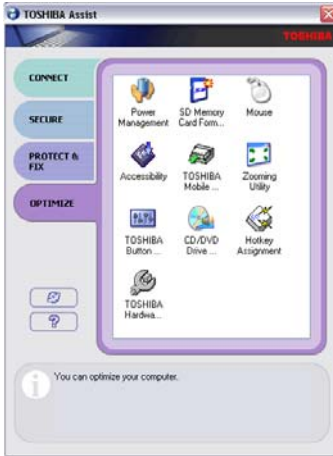 TOSHIBA Assist
TOSHIBA
CONNECT
SECURE
PROTECT &
FIX
OPTIMIZE
Power
Management
SD Memory
Card Form...
Mouse
Accessibility
TOSHIBA
Mobile ...
Zooming
Utility
TOSHIBA
Button ...
CD/DVD
Drive ...
Hotkey
Assignment
TOSHIBA
Hardwa...
?
i
You can optimize your computer.